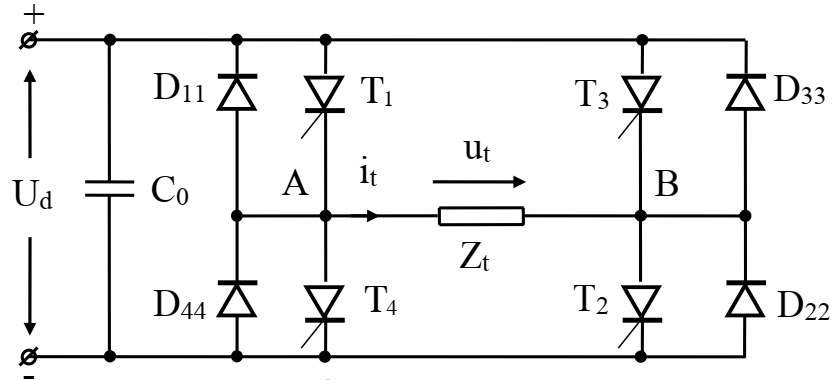 +
D11 T1 T3 D33
ut
Ud C0 A it B
Zt
D44 T4 T2 D22
-